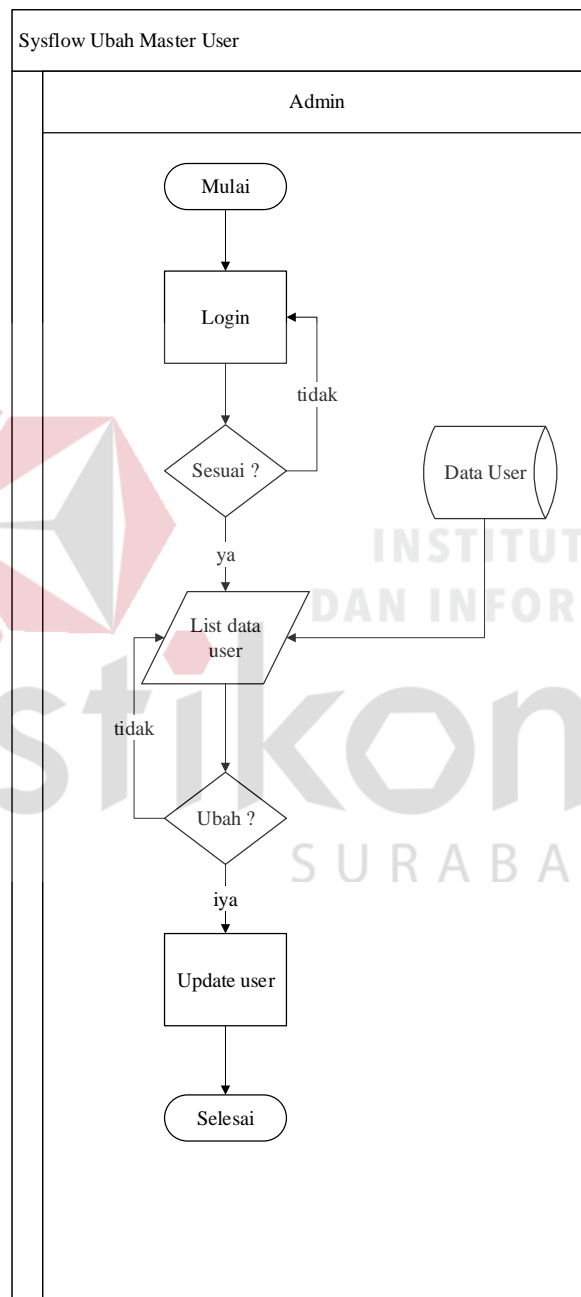 Sysflow Ubah Master User
Admin
Mulai
Login
tidak
Sesuai ?
Data User
ya
INSTITUT
DAN INFOR
List data
user
tidak
stikom
Ubah ?
SURABA
iya
Update user
Selesai